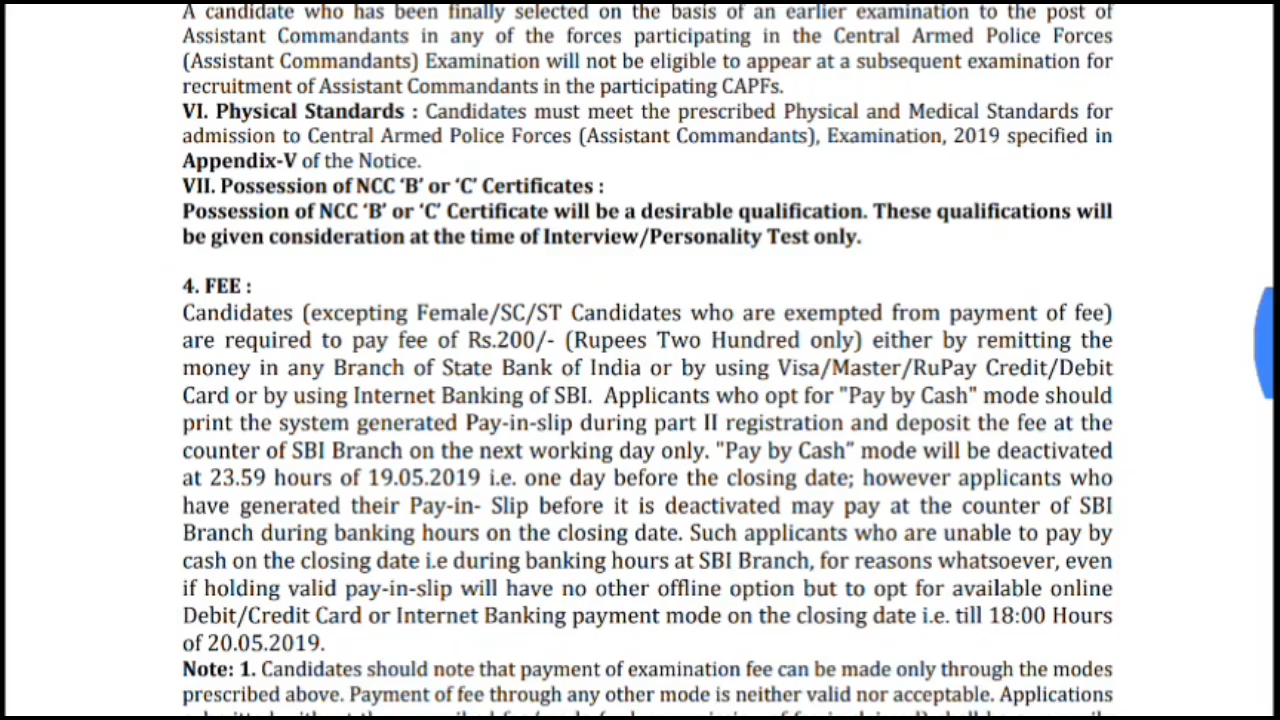 A candidate who has been finally selected on the basis of an earlier examination to the post of
Assistant Commandants in any of the forces participating in the Central Armed Police Forces
(Assistant Commandants) Examination will not be eligible to appear at a subsequent examination for
recruitment of Assistant Commandants in the participating CAPFs.
VI. Physical Standards : Candidates must meet the prescribed Physical and Medical Standards for
admission to Central Armed Police Forces (Assistant Commandants), Examination, 2019 specified in
Appendix-V of the Notice.
VII. Possession of NCC ‘B’ or ‘C’ Certificates :
Possession of NCC ‘B’ or ‘C’ Certificate will be a desirable qualification. These qualifications will
be given consideration at the time of Interview/Personality Test only.
4. FEE :
Candidates (excepting Female/SC/ST Candidates who are exempted from payment of fee)
are required to pay fee of Rs.200/- (Rupees Two Hundred only) either by remitting the
money in any Branch of State Bank of India or by using Visa/Master/RuPay Credit/Debit
Card or by using Internet Banking of SBI. Applicants who opt for "Pay by Cash" mode should
print the system generated Pay-in-slip during part II registration and deposit the fee at the
counter of SBI Branch on the next working day only. "Pay by Cash" mode will be deactivated
at 23.59 hours of 19.05.2019 i.e. one day before the closing date; however applicants who
have generated their Pay-in- Slip before it is deactivated may pay at the counter of SBI
Branch during banking hours on the closing date. Such applicants who are unable to pay by
cash on the closing date i.e during banking hours at SBI Branch, for reasons whatsoever, even
if holding valid pay-in-slip will have no other offline option but to opt for available online
Debit/Credit Card or Internet Banking payment mode on the closing date i.e. till 18:00 Hours
of 20.05.2019.
Note: 1. Candidates should note that payment of examination fee can be made only through the modes
prescribed above. Payment of fee through any other mode is neither valid nor acceptable. Applications